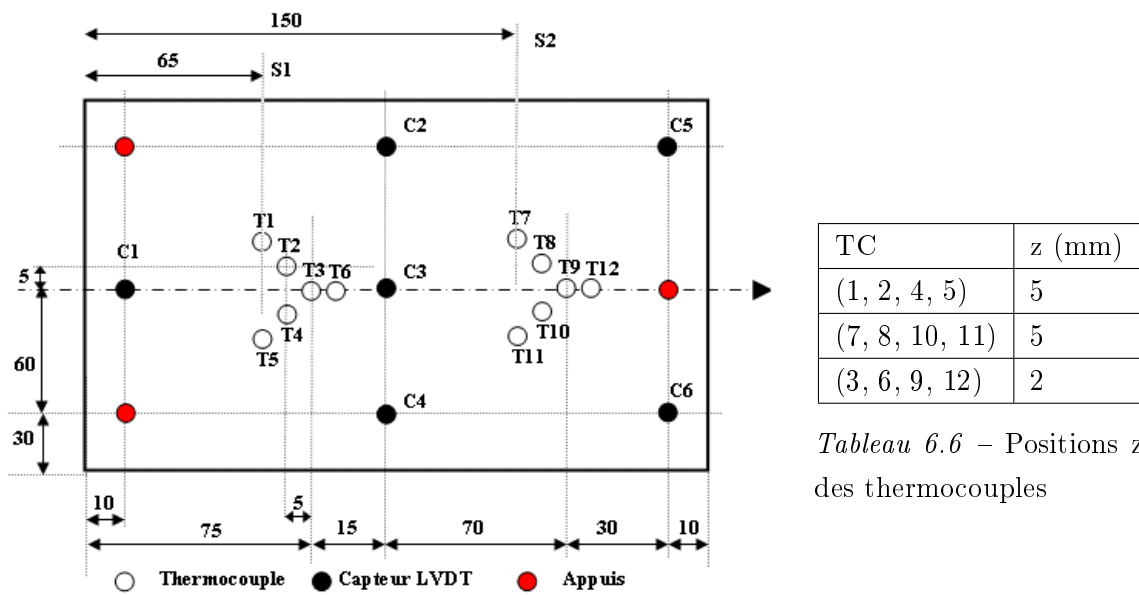 150
S2
65
S1
C2
C5
T1
T2
T7
T8
C1
T3 T6
C3
T9 T12
5
T4
T5
T10
T11
60
C4
C6
30
10
5
75
15
70
30
10
Thermocouple
Capteur LVDT
Appuis
TC z (mm)
(1, 2, 4, 5) 5
(7, 8, 10, 11) 5
(3, 6, 9, 12) 2
Tableau 6.6 – Positions z
des thermocouples